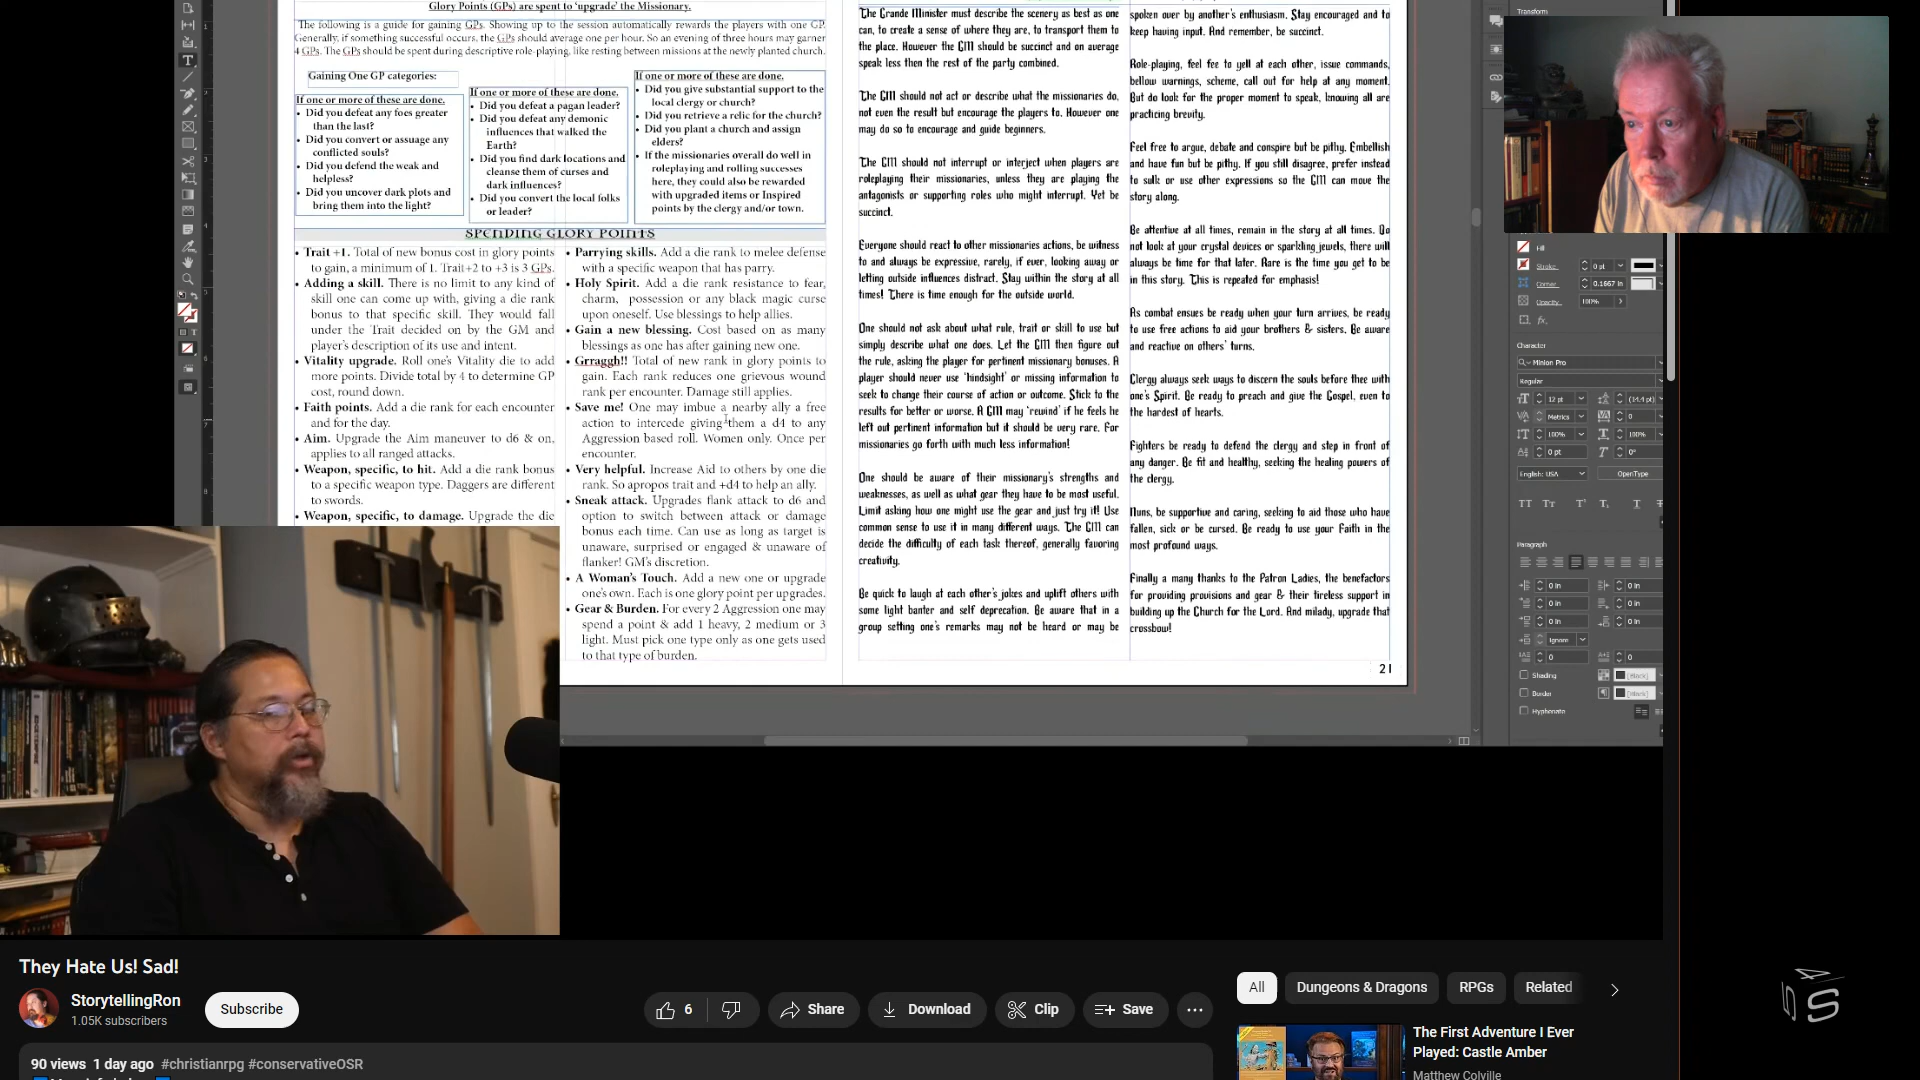 Glory Points (GPs) are spent to 'upgrade' the Missionary.
The following is a guide for gaining GPs. Showing up to the session automatically rewards the players with one GP.
Generally, if something successful occurs, the GPs should average one per hour. So an evening of three hours may garner
4 GPs. The GPs should be spent during descriptive role-playing, like resting between missions at the newly planted church.
Gaining One GP categories:
If one or more of these are done.
• Did you defeat any foes greater
than the last?
• Did you convert or assuage any
conflicted souls?
• Did you defend the weak and
helpless?
• Did you uncover dark plots and
bring them into the light?
If one or more of these are done.
• Did you defeat a pagan leader?
• Did you defeat any demonic
influences that walked the
Earth?
• Did you find dark locations and
cleanse them of curses and
dark influences?
• Did you convert the local folks
or leader?
If one or more of these are done.
• Did you give substantial support to the
local clergy or church?
• Did you retrieve a relic for the church?
• Did you plant a church and assign
elders?
• If the missionaries overall do well in
roleplaying and rolling successes
here, they could also be rewarded
with upgraded items or Inspired
points by the clergy and/or town.
SPENDING GLORY POINTS
• Trait +1. Total of new bonus cost in glory points
to gain, a minimum of 1. Trait+2 to +3 is 3 GPs.
• Adding a skill. There is no limit to any kind of
skill one can come up with, giving a die rank
bonus to that specific skill. They would fall
under the Trait decided on by the GM and
player's description of its use and intent.
• Vitality upgrade. Roll one's Vitality die to add
more points. Divide total by 4 to determine GP
cost, round down.
• Faith points. Add a die rank for each encounter
and for the day.
• Aim. Upgrade the Aim maneuver to d6 & on,
applies to all ranged attacks.
• Weapon, specific, to hit. Add a die rank bonus
to a specific weapon type. Daggers are different
to swords.
• Weapon, specific, to damage. Upgrade the die
• Parrying skills. Add a die rank to melee defense
with a specific weapon that has parry.
• Holy Spirit. Add a die rank resistance to fear,
charm, possession or any black magic curse
upon oneself. Use blessings to help allies.
• Gain a new blessing. Cost based on as many
blessings as one has after gaining new one.
• Grraggh!! Total of new rank in glory points to
gain. Each rank reduces one grievous wound
rank per encounter. Damage still applies.
• Save me! One may imbue a nearby ally a free
action to intercede giving them a d4 to any
Aggression based roll. Women only. Once per
encounter.
• Very helpful. Increase Aid to others by one die
rank. So apropos trait and +d4 to help an ally.
• Sneak attack. Upgrades flank attack to d6 and
option to switch between attack or damage
bonus each time. Can use as long as target is
unaware, surprised or engaged & unaware of
flanker! GM's discretion.
• A Woman's Touch. Add a new one or upgrade
one's own. Each is one glory point per upgrades.
• Gear & Burden. For every 2 Aggression one may
spend a point & add 1 heavy, 2 medium or 3
light. Must pick one type only as one gets used
to that type of burden.
The Grande Minister must describe the scenery as best as one
can, to create a sense of where they are, to transport them to
the place. However the GM should be succinct and on average
speak less then the rest of the party combined.
The GM should not act or describe what the missionaries do,
not even the result but encourage the players to. However one
may do so to encourage and guide beginners.
The GM should not interrupt or interject when players are
roleplaying their missionaries, unless they are playing the
antagonists or supporting roles who might interrupt. Yet be
succinct.
Everyone should react to other missionaries actions, be witness
to and always be expressive, rarely, if ever, looking away or
letting outside influences distract. Stay within the story at all
times! There is time enough for the outside world.
One should not ask about what rule, trait or skill to use but
simply describe what one does. Let the GM then figure out
the rule, asking the player for pertinent missionary bonuses. A
player should never use 'hindsight' or missing information to
seek to change their course of action or outcome. Stick to the
results for better or worse. A GM may 'rewind' if he feels he
left out pertinent information but it should be very rare. For
missionaries go forth with much less information!
One should be aware of their missionary's strengths and
weaknesses, as well as what gear they have to be most useful.
Limit asking how one might use the gear and just try it! Use
common sense to use it in many different ways. The GM can
decide the difficulty of each task thereof, generally favoring
creativity.
Be quick to laugh at each other's jokes and uplift others with
some light banter and self deprecation. Be aware that in a
group setting one's remarks may not be heard or may be
spoken over by another's enthusiasm. Stay encouraged and to
keep having input. And remember, be succinct.
Role-playing, feel fee to yell at each other, issue commands,
bellow warnings, scheme, call out for help at any moment.
But do look for the proper moment to speak, knowing all are
practicing brevity.
Feel free to argue, debate and conspire but be pithy. Embellish
and have fun but be pithy. If you still disagree, prefer instead
to sulk or use other expressions so the GM can move the
story along.
Be attentive at all times, remain in the story at all times. Do
not look at your crystal devices or sparkling jewels, there will
always be time for that later. Rare is the time you get to be
in this story. This is repeated for emphasis!
As combat ensues be ready when your turn arrives, be ready
to use free actions to aid your brothers & sisters. Be aware
and reactive on others' turns.
Clergy always seek ways to discern the souls before thee with
one's Spirit. Be ready to preach and give the Gospel, even to
the hardest of hearts.
Fighters be ready to defend the clergy and step in front of
any danger. Be fit and healthy, seeking the healing powers of
the clergy.
Nuns, be supportive and caring, seeking to aid those who have
fallen, sick or be cursed. Be ready to use your Faith in the
most profound ways.
Finally a many thanks to the Patron Ladies, the benefactors
for providing provisions and gear & their tireless support in
building up the Church for the Lord. And milady, upgrade that
crossbow!
21
Transform
Fill
Stroke: 0 pt
Corner: 0.1667 in
Opacity: 100%
fx.
Character
Minion Pro
Regular
12 pt (14.4 pt)
Metrics 0
100% 100%
0 pt 0°
English: USA OpenType
Paragraph
0 in 0 in
0 in 0 in
0 in 0 in
Ignore
0 0
Shading [Black]
Border [Black]
Hyphenate
They Hate Us! Sad!
StorytellingRon
1.05K subscribers
Subscribe
6
Share
Download
Clip
Save
All
Dungeons & Dragons
RPGs
Related
90 views 1 day ago #christianrpg #conservativeOSR
The First Adventure I Ever
Played: Castle Amber
Matthew Colville